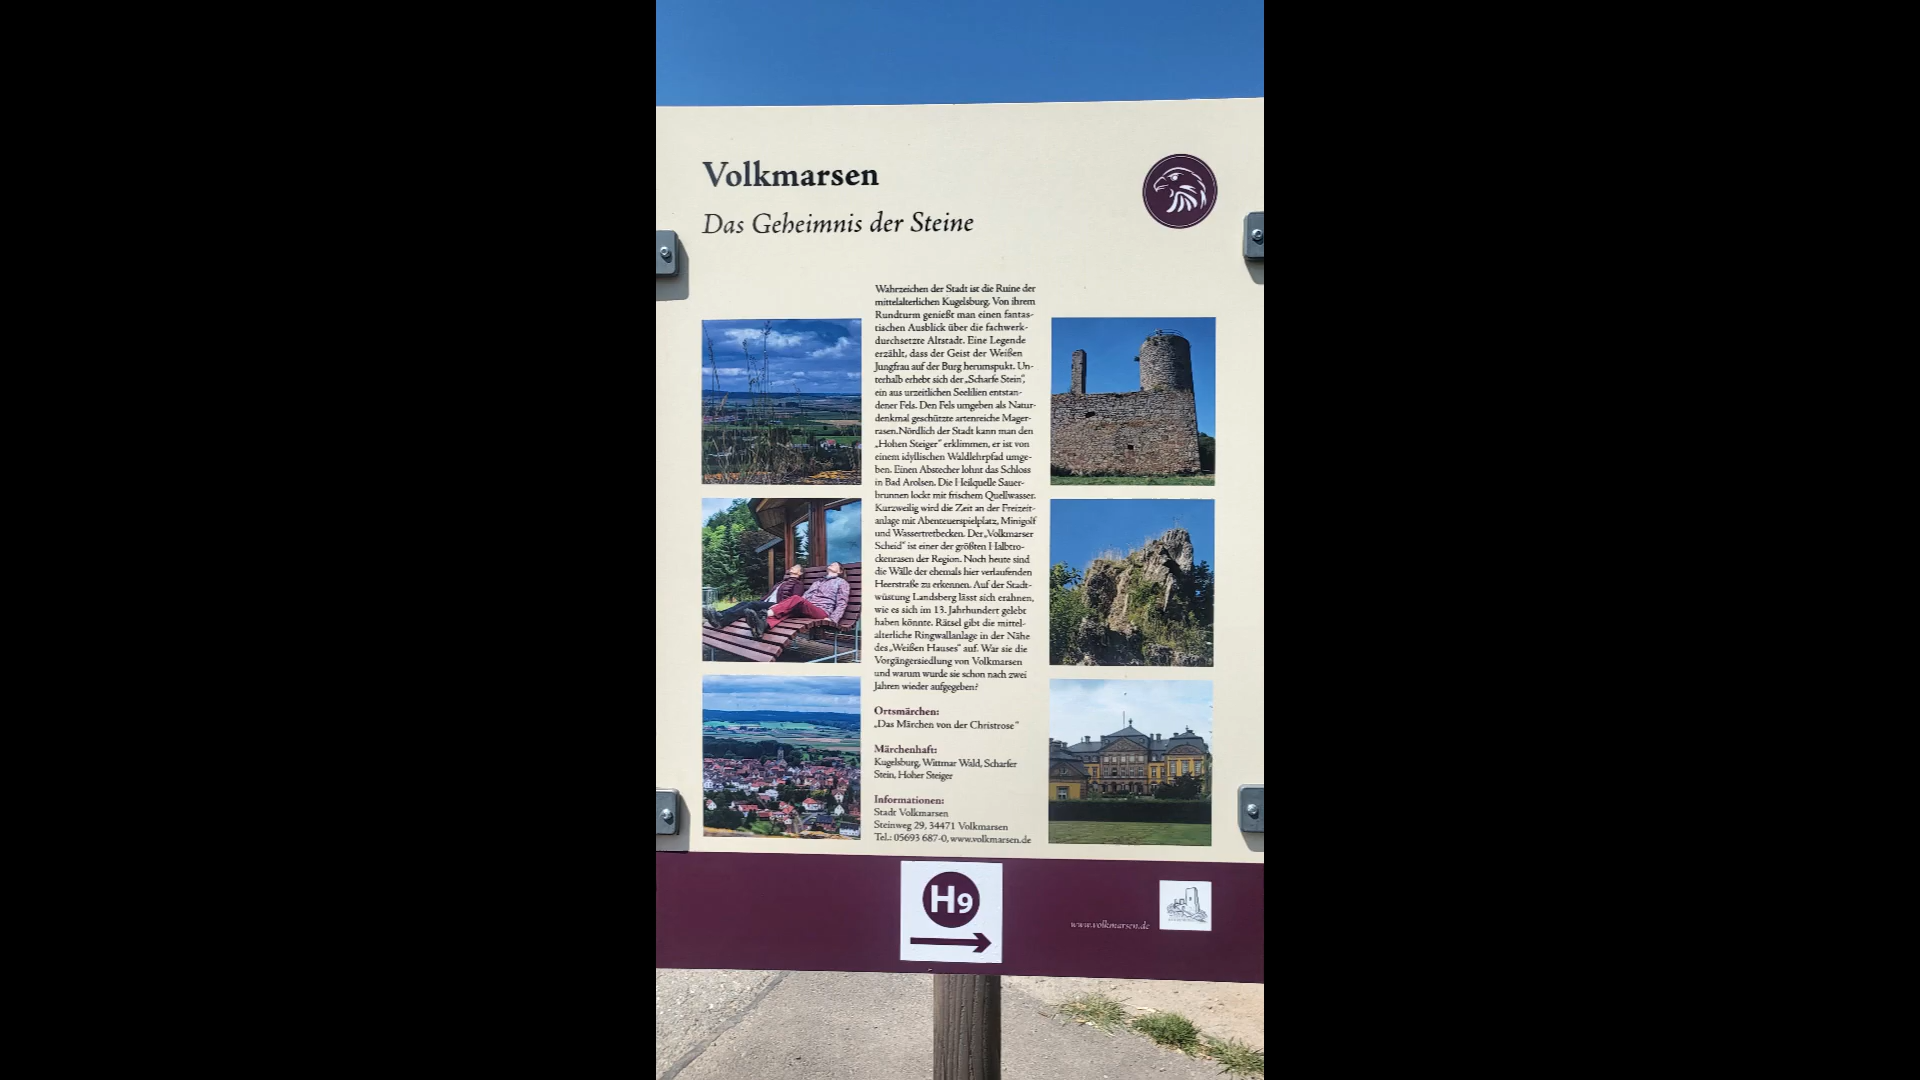 Volkmarsen
Das Geheimnis der Steine
Wahrzeichen der Stadt ist die Ruine der
mittelalterlichen Kugelsburg. Von ihrem
Rundturm genießt man einen fantas-
tischen Ausblick über die fachwerk-
durchsetzte Altstadt. Eine Legende
erzählt, dass der Geist der Weißen
Jungfrau auf der Burg herumspukt. Un-
terhalb erhebt sich der „Scharfe Stein“,
ein aus urzeitlichen Seelilien entstan-
dener Fels. Den Fels umgeben als Natur-
denkmal geschützte artenreiche Mager-
rasen.Nördlich der Stadt kann man den
„Hohen Steiger“ erklimmen, er ist von
einem idyllischen Waldlehrpfad umge-
ben. Einen Abstecher lohnt das Schloss
in Bad Arolsen. Die Heilquelle Sauer-
brunnen lockt mit frischem Quellwasser.
Kurzweilig wird die Zeit an der Freizeit-
anlage mit Abenteuerspielplatz, Minigolf
und Wassertretbecken. Der „Volkmarser
Scheid“ ist einer der größten Halbtro-
ckenrasen der Region. Noch heute sind
die Wälle der ehemals hier verlaufenden
Heerstraße zu erkennen. Auf der Stadt-
wüstung Landsberg lässt sich erahnen,
wie es sich im 13. Jahrhundert gelebt
haben könnte. Rätsel gibt die mittel-
alterliche Ringwallanlage in der Nähe
des „Weißen Hauses“ auf. War sie die
Vorgängersiedlung von Volkmarsen
und warum wurde sie schon nach zwei
Jahren wieder aufgegeben?
Ortsmärchen:
„Das Märchen von der Christrose“
Märchenhaft:
Kugelsburg, Wittmar Wald, Scharfer
Stein, Hoher Steiger
Informationen:
Stadt Volkmarsen
Steinweg 29, 34471 Volkmarsen
Tel.: 05693 687-0, www.volkmarsen.de
H9
www.volkmarsen.de